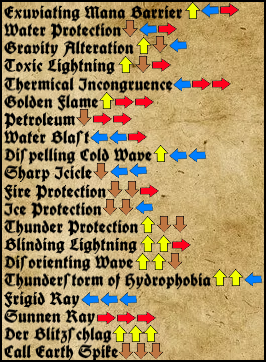 Exuviating Mana Barrier
Water Protection
Gravity Alteration
Toxic Lightning
Thermical Incongruence
Golden Flame
Petroleum
Water Blaſt
Diſpelling Cold Wave
Sharp Icicle
Fire Protection
Ice Protection
Thunder Protection
Blinding Lightning
Diſorienting Wave
Thunderſtorm of Hydrophobia
Frigid Ray
Sunnen Ray
Der Blitzſchlag
Call Earth Spike